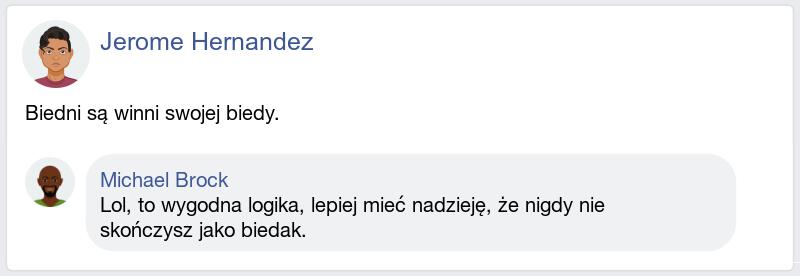 Jerome Hernandez
Biedni są winni swojej biedy.
Michael Brock
Lol, to wygodna logika, lepiej mieć nadzieję, że nigdy nie
skończysz jako biedak.